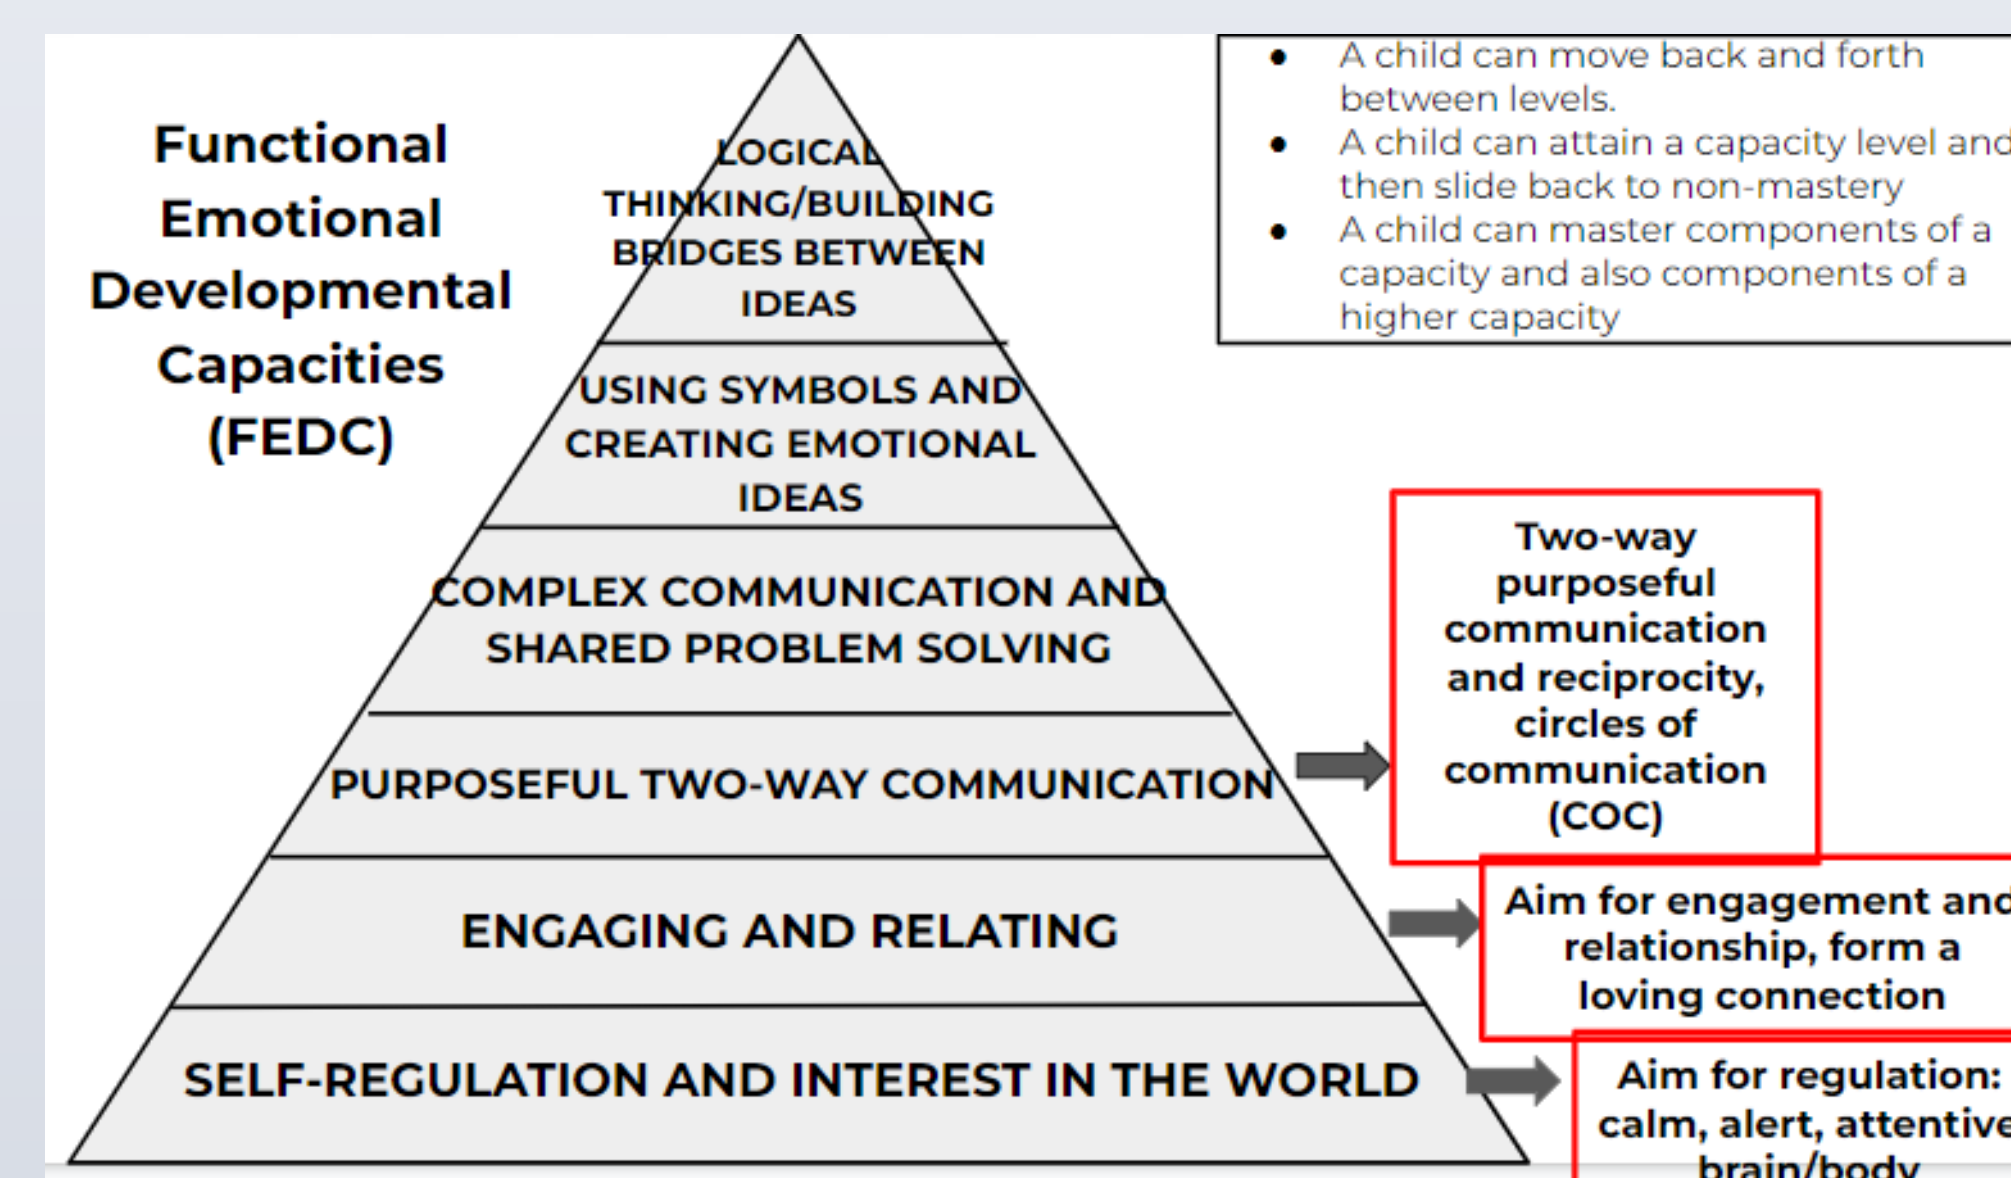 Functional
Emotional
Developmental
Capacities
(FEDC)
LOGICAL
THINKING/BUILDING
BRIDGES BETWEEN
IDEAS
USING SYMBOLS AND
CREATING EMOTIONAL
IDEAS
COMPLEX COMMUNICATION AND
SHARED PROBLEM SOLVING
PURPOSEFUL TWO-WAY COMMUNICATION
ENGAGING AND RELATING
SELF-REGULATION AND INTEREST IN THE WORLD
● A child can move back and forth
between levels.
● A child can attain a capacity level and
then slide back to non-mastery
● A child can master components of a
capacity and also components of a
higher capacity
Two-way
purposeful
communication
and reciprocity,
circles of
communication
(COC)
Aim for engagement and
relationship, form a
loving connection
Aim for regulation:
calm, alert, attentive
brain/body